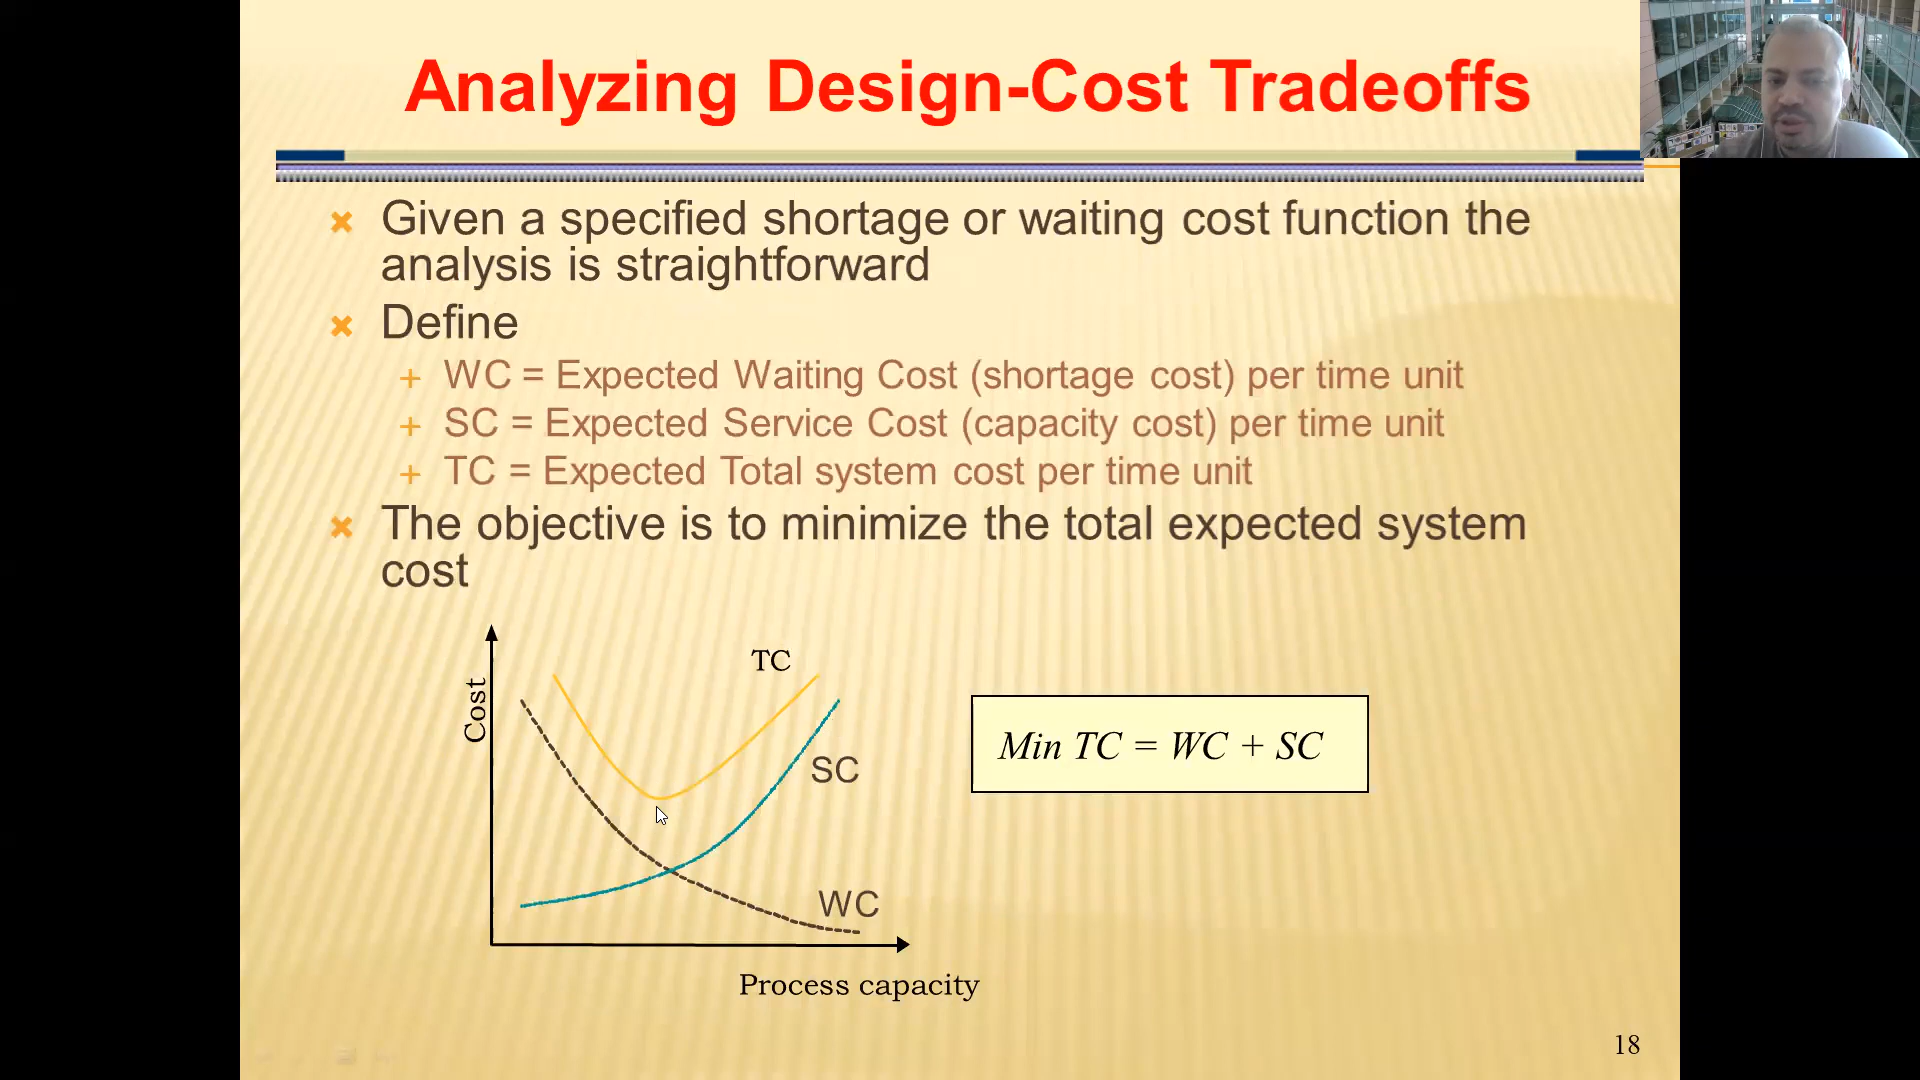 Analyzing Design-Cost Tradeoffs
Given a specified shortage or waiting cost function the
analysis is straightforward
Define
WC = Expected Waiting Cost (shortage cost) per time unit
SC = Expected Service Cost (capacity cost) per time unit
TC = Expected Total system cost per time unit
The objective is to minimize the total expected system
cost
Cost
TC
SC
WC
Process capacity
Min TC = WC + SC
18